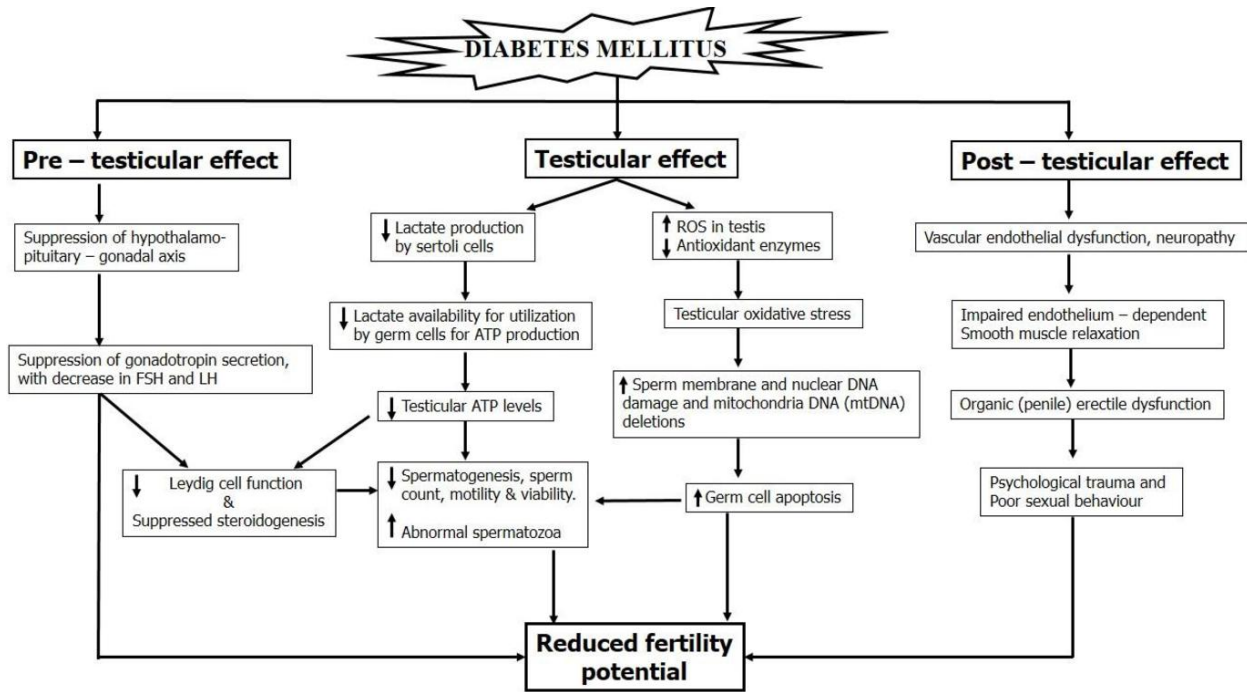 DIABETES MELLITUS
Pre – testicular effect
Testicular effect
Post – testicular effect
Suppression of hypothalamo-
pituitary – gonadal axis
Suppression of gonadotropin secretion,
with decrease in FSH and LH
↓ Leydig cell function
&
Suppressed steroidogenesis
↓ Lactate production
by sertoli cells
↓ Lactate availability for utilization
by germ cells for ATP production
↓ Testicular ATP levels
↓ Spermatogenesis, sperm
count, motility & viability.
↑ Abnormal spermatozoa
↑ ROS in testis
↓ Antioxidant enzymes
Testicular oxidative stress
↑ Sperm membrane and nuclear DNA
damage and mitochondria DNA (mtDNA)
deletions
↑ Germ cell apoptosis
Vascular endothelial dysfunction, neuropathy
Impaired endothelium – dependent
Smooth muscle relaxation
Organic (penile) erectile dysfunction
Psychological trauma and
Poor sexual behaviour
Reduced fertility
potential